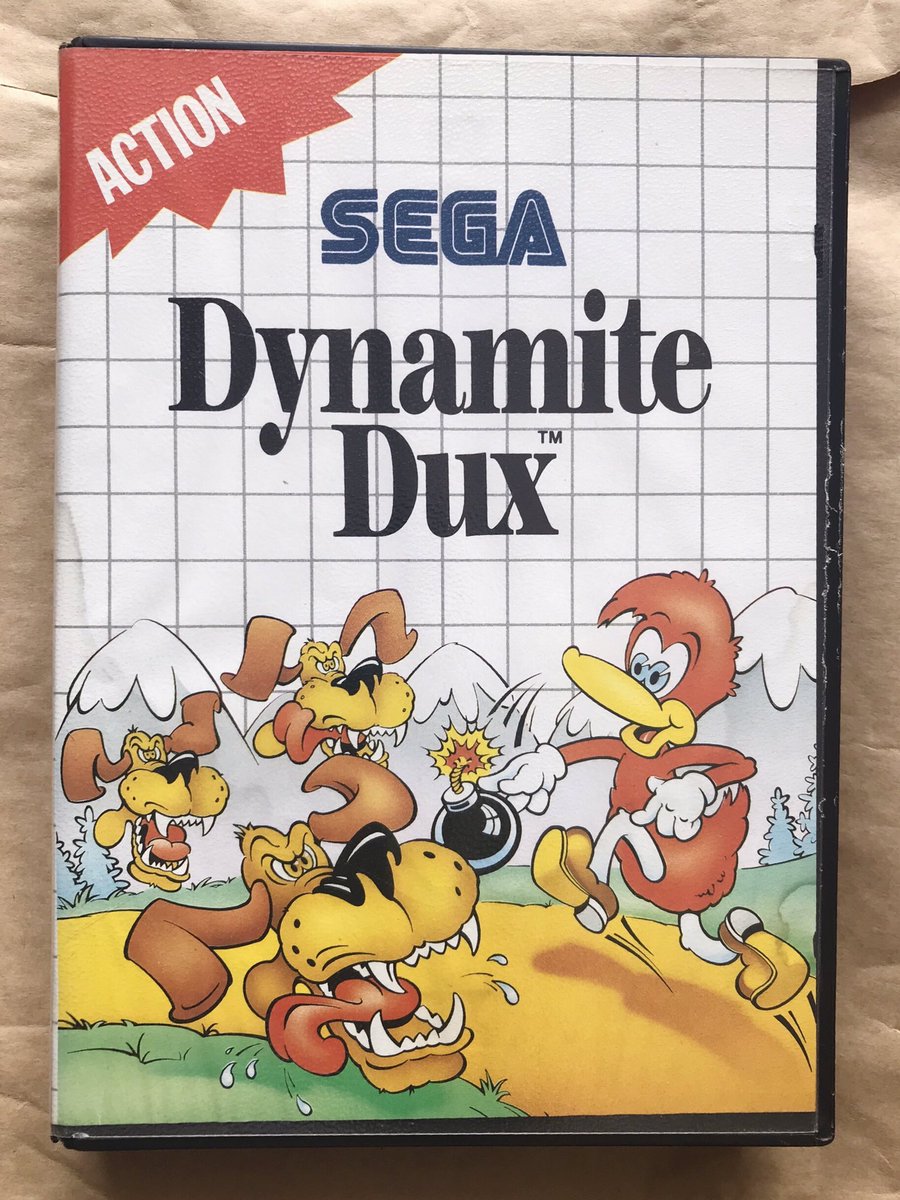 ACTION
SEGA
Dynamite
Dux™